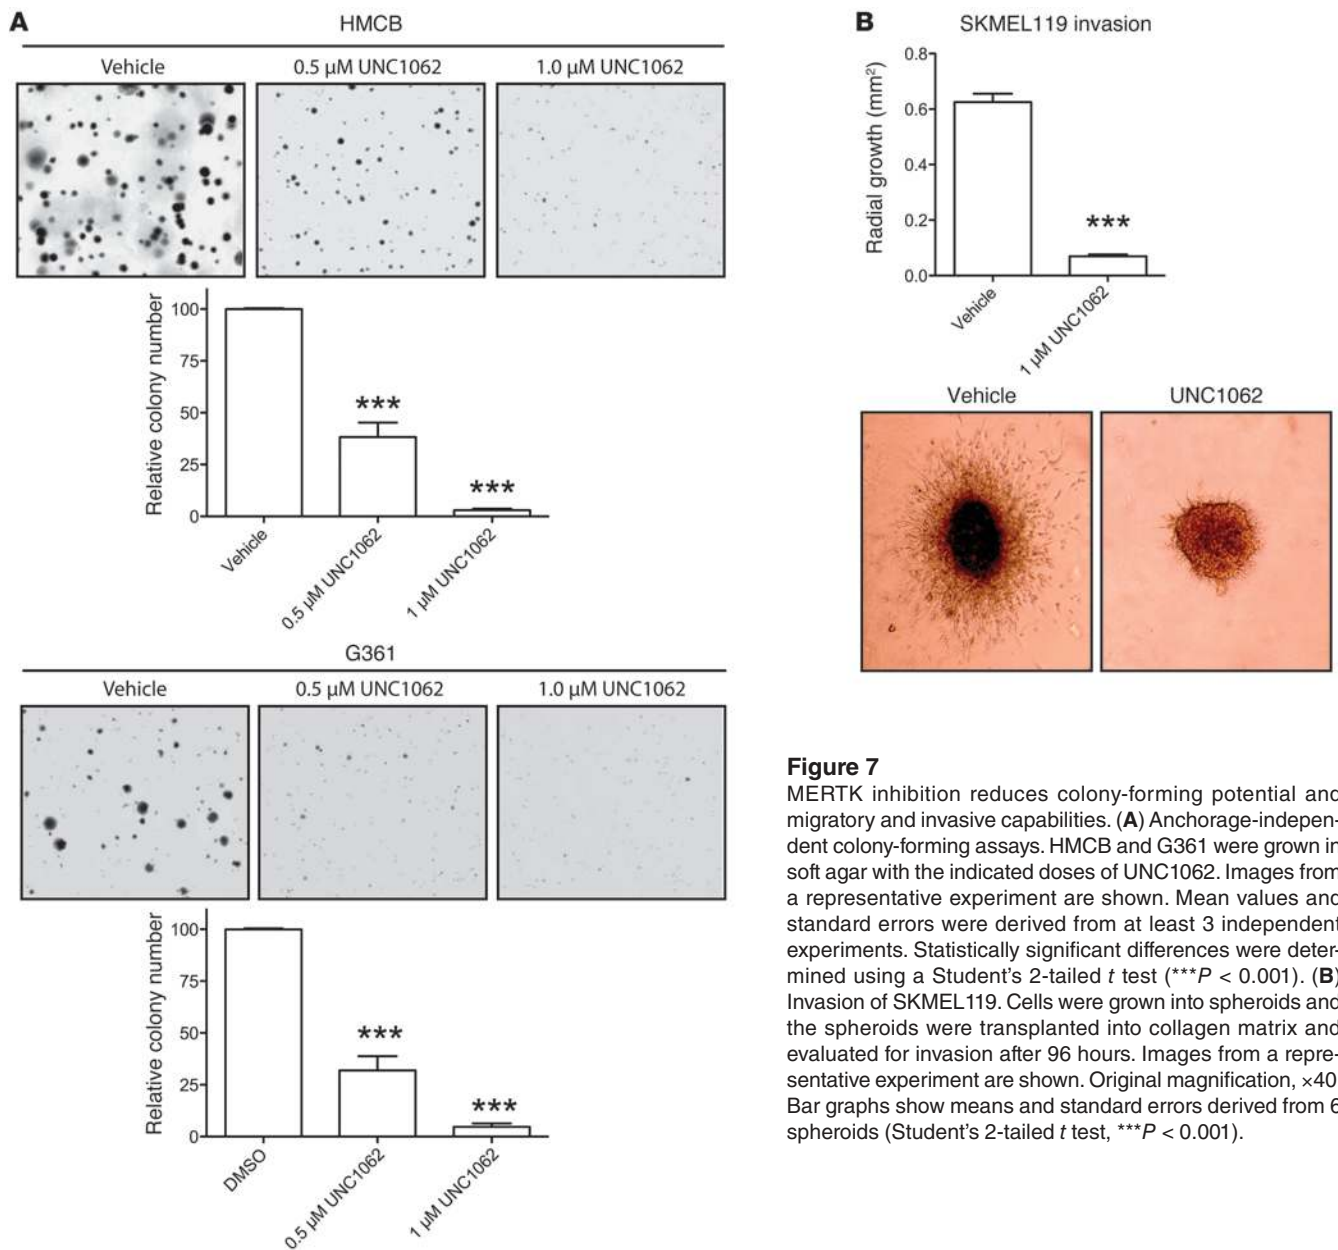 A
HMCB
Vehicle
0.5 µM UNC1062
1.0 µM UNC1062
Relative colony number
100
75
50
25
0
***
***
Vehicle
0.5 µM UNC1062
1 µM UNC1062
G361
Vehicle
0.5 µM UNC1062
1.0 µM UNC1062
Relative colony number
100
75
50
25
0
***
***
DMSO
0.5 µM UNC1062
1 µM UNC1062
B
SKMEL119 invasion
Radial growth (mm²)
0.8
0.6
0.4
0.2
0.0
***
Vehicle
1 µM UNC1062
Vehicle
UNC1062
Figure 7
MERTK inhibition reduces colony-forming potential and
migratory and invasive capabilities. (A) Anchorage-indepen-
dent colony-forming assays. HMCB and G361 were grown in
soft agar with the indicated doses of UNC1062. Images from
a representative experiment are shown. Mean values and
standard errors were derived from at least 3 independent
experiments. Statistically significant differences were deter-
mined using a Student's 2-tailed t test (***P < 0.001). (B)
Invasion of SKMEL119. Cells were grown into spheroids and
the spheroids were transplanted into collagen matrix and
evaluated for invasion after 96 hours. Images from a repre-
sentative experiment are shown. Original magnification, ×40
Bar graphs show means and standard errors derived from 6
spheroids (Student's 2-tailed t test, ***P < 0.001).